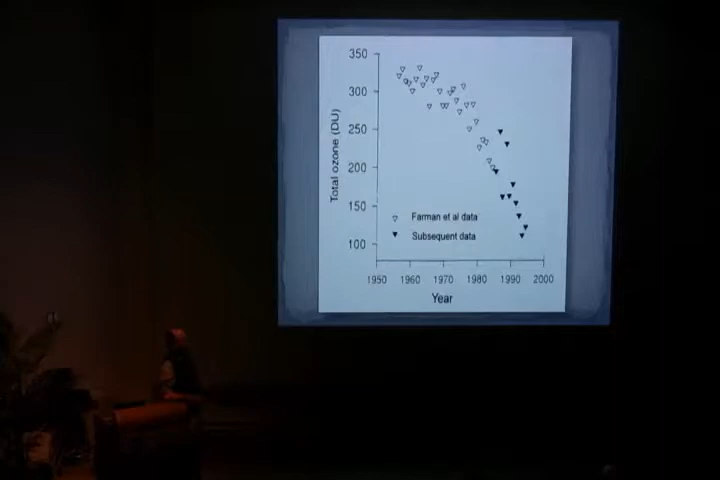 350
300
250
200
150
100
Total ozone (DU)
Farman et al data
Subsequent data
1950 1960 1970 1980 1990 2000
Year